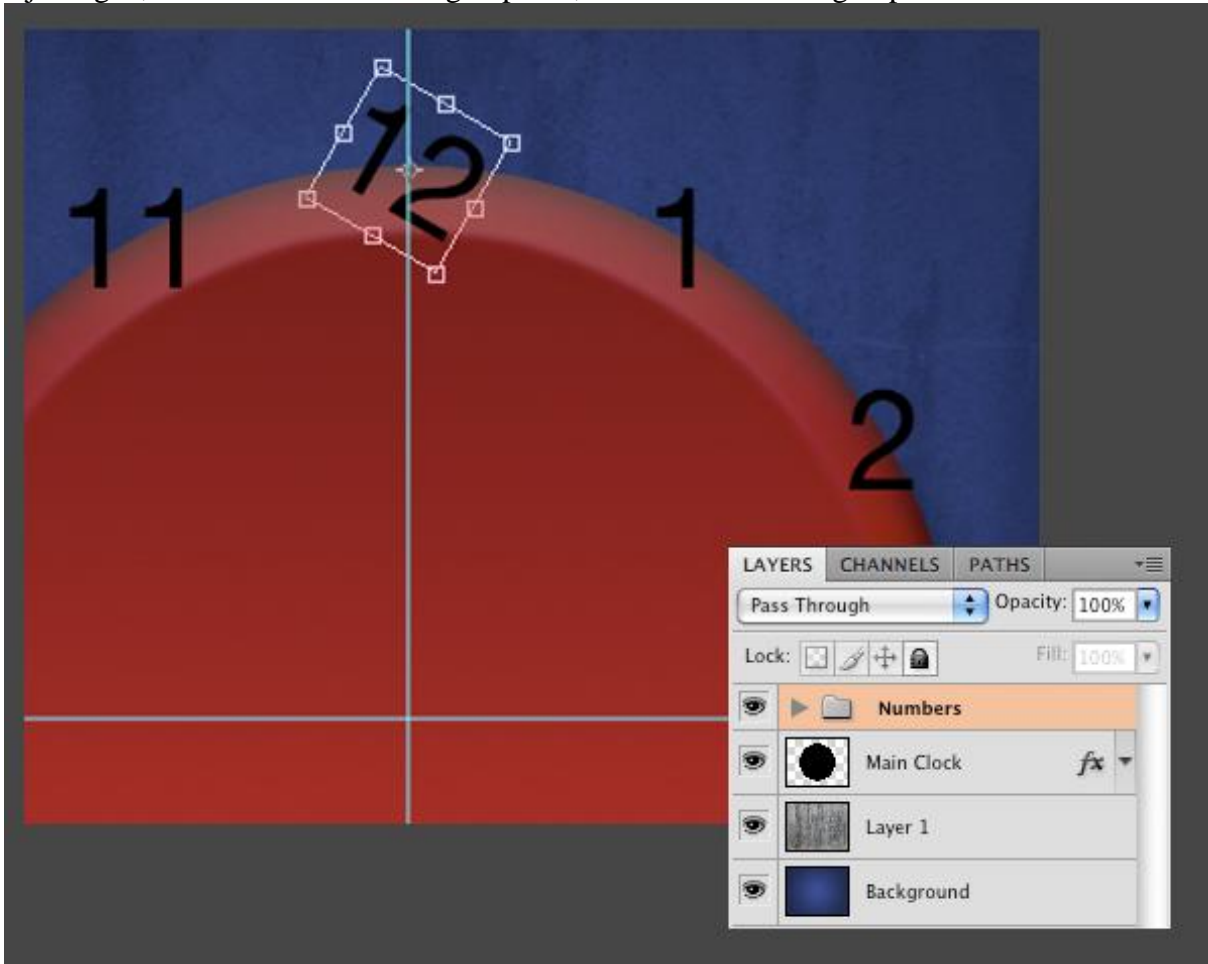 12
11
1
2
LAYERS CHANNELS PATHS
Pass Through Opacity: 100%
Lock: Fill: 100%
Numbers
Main Clock fx
Layer 1
Background